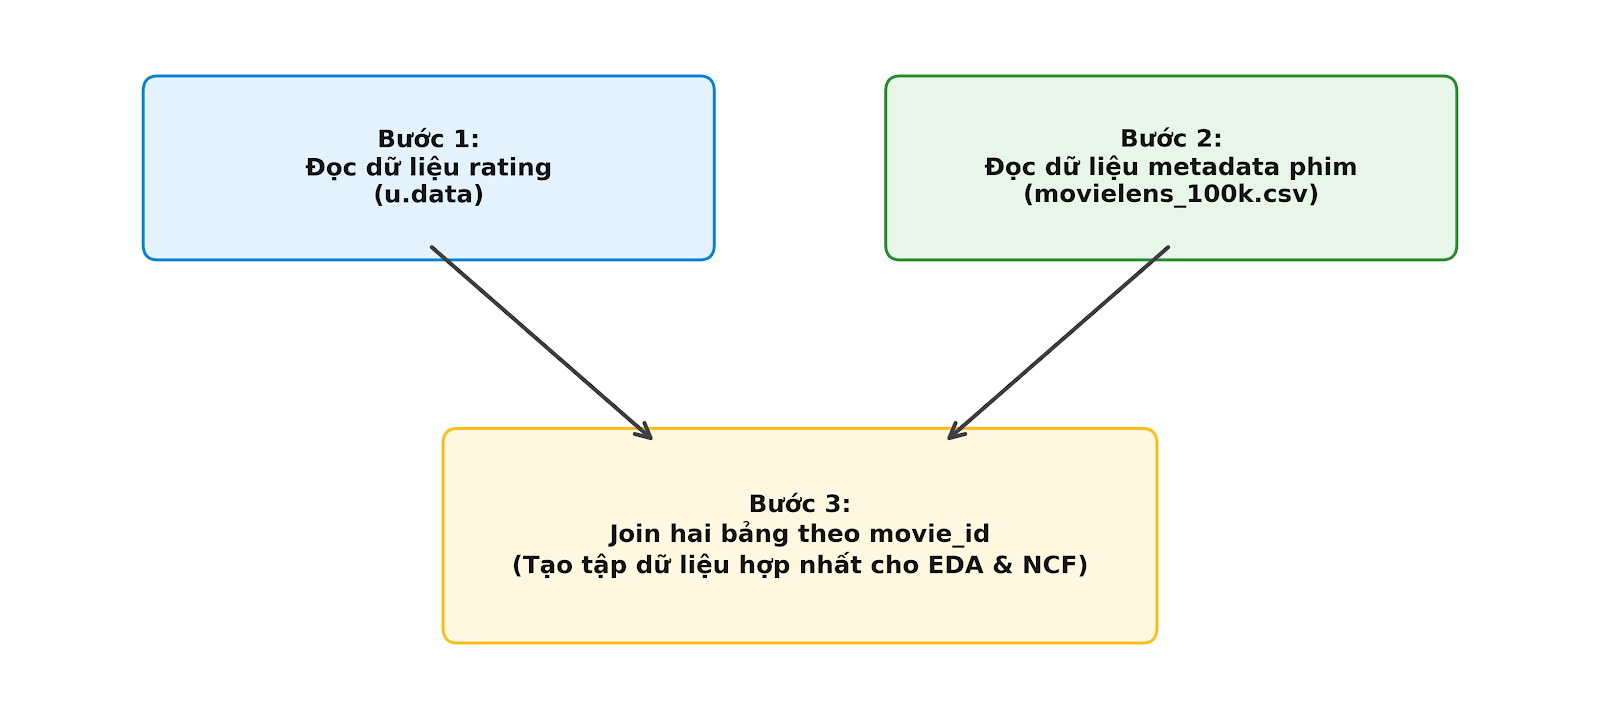 Bước 1:
Đọc dữ liệu rating
(u.data)
Bước 2:
Đọc dữ liệu metadata phim
(movielens_100k.csv)
Bước 3:
Join hai bảng theo movie_id
(Tạo tập dữ liệu hợp nhất cho EDA & NCF)